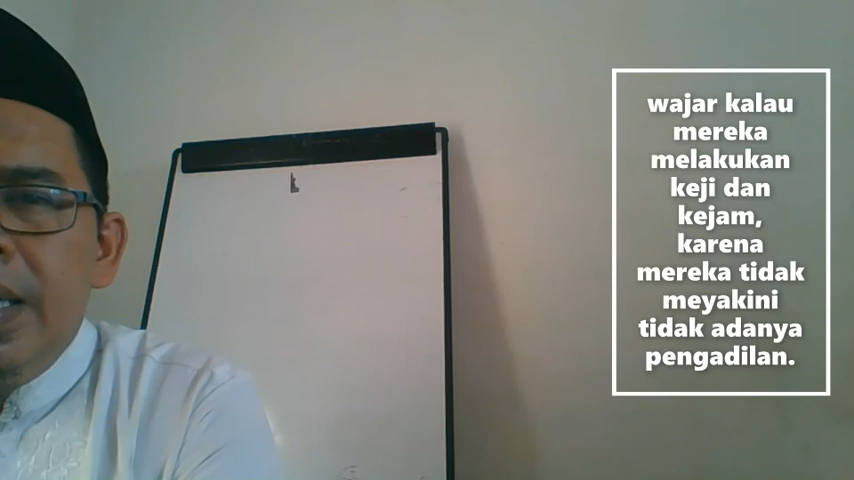 wajar kalau
mereka
melakukan
keji dan
kejam,
karena
mereka tidak
meyakini
tidak adanya
pengadilan.